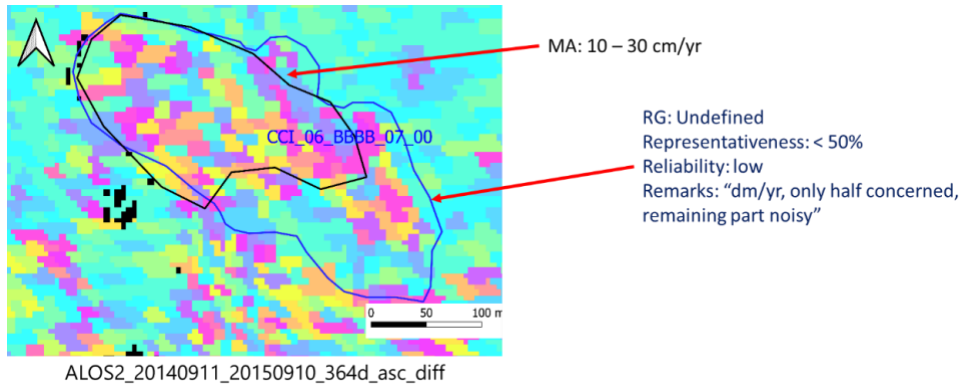 MA: 10 – 30 cm/yr
CCI_06_BBBB_07_00
RG: Undefined
Representativeness: < 50%
Reliability: low
Remarks: “dm/yr, only half concerned,
remaining part noisy”
0 50 100 m
ALOS2_20140911_20150910_364d_asc_diff